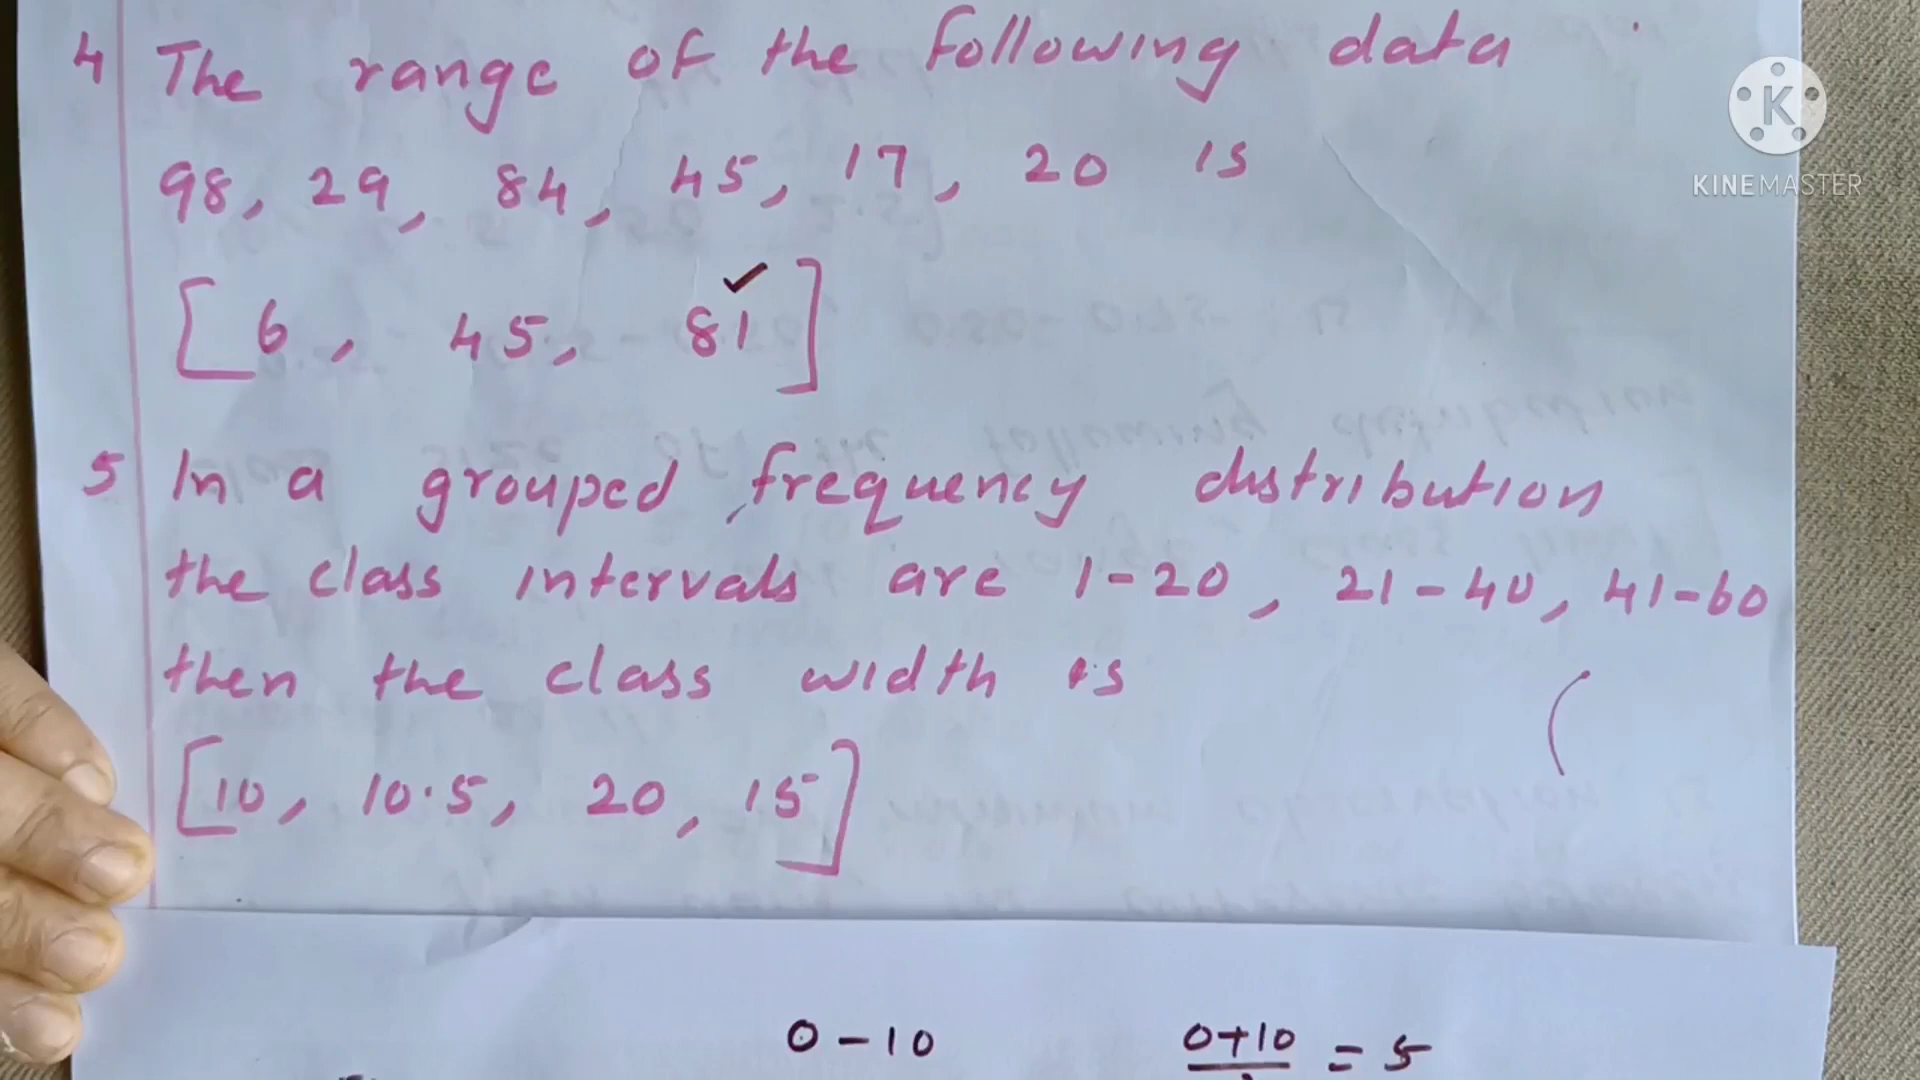 4 The range of the following data
K
KINEMASTER
98, 29, 84, 45, 17, 20 is
[6, 45, 81]
5 In a grouped frequency distribution
the class intervals are 1-20, 21-40, 41-60
then the class width is
(
[10, 10.5, 20, 15]
0-10
0+10 = 5